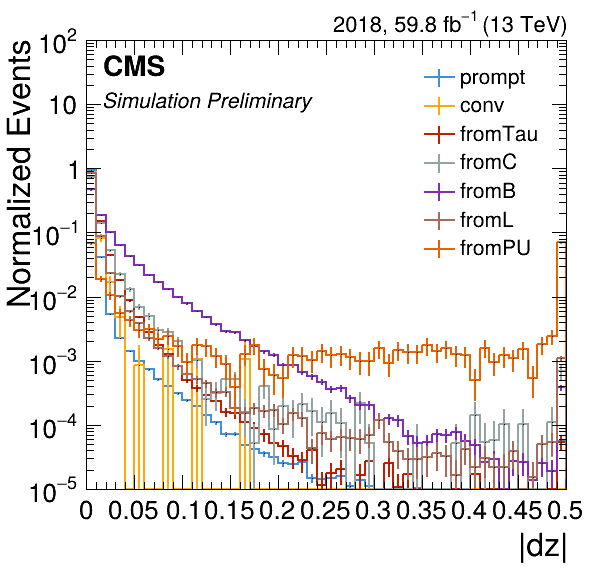 2018, 59.8 fb⁻¹ (13 TeV)
CMS
Simulation Preliminary
Normalized Events
10²
10
1
10⁻¹
10⁻²
10⁻³
10⁻⁴
10⁻⁵
prompt
conv
fromTau
fromC
fromB
fromL
fromPU
0 0.05 0.1 0.15 0.2 0.25 0.3 0.35 0.4 0.45 0.5
|dz|